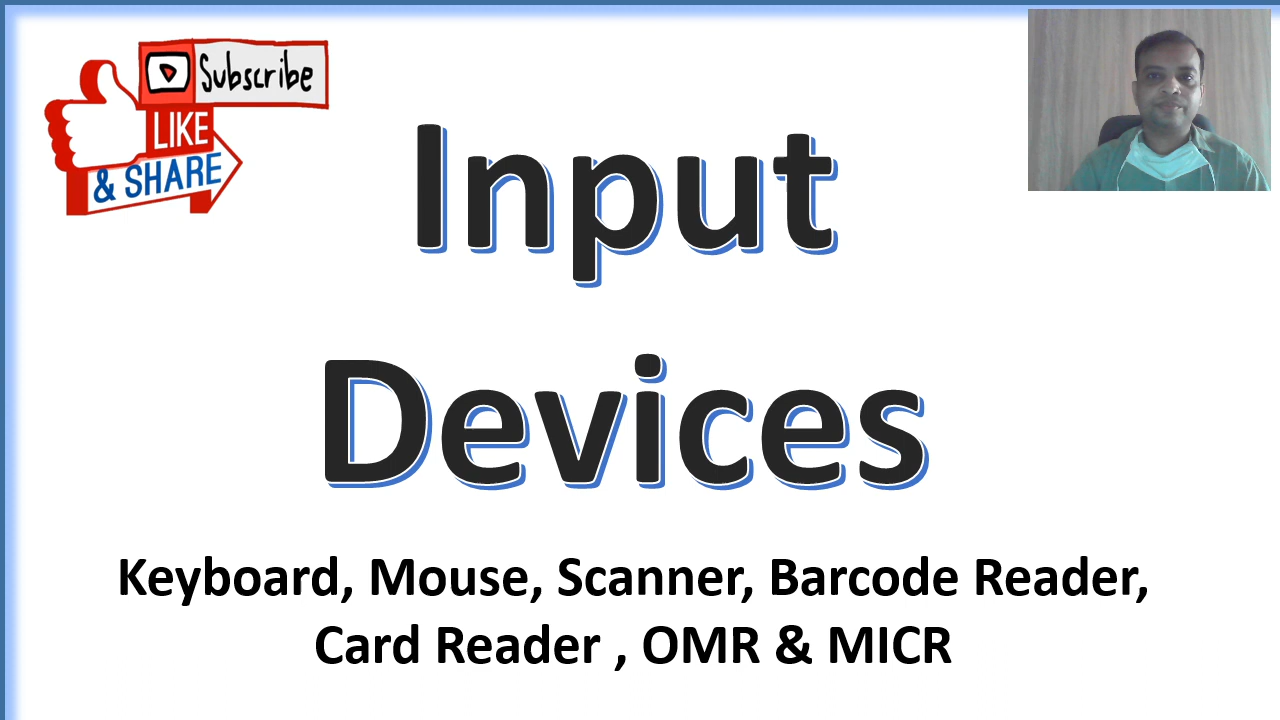 Subscribe
LIKE
& SHARE
Input
Devices
Keyboard, Mouse, Scanner, Barcode Reader,
Card Reader , OMR & MICR